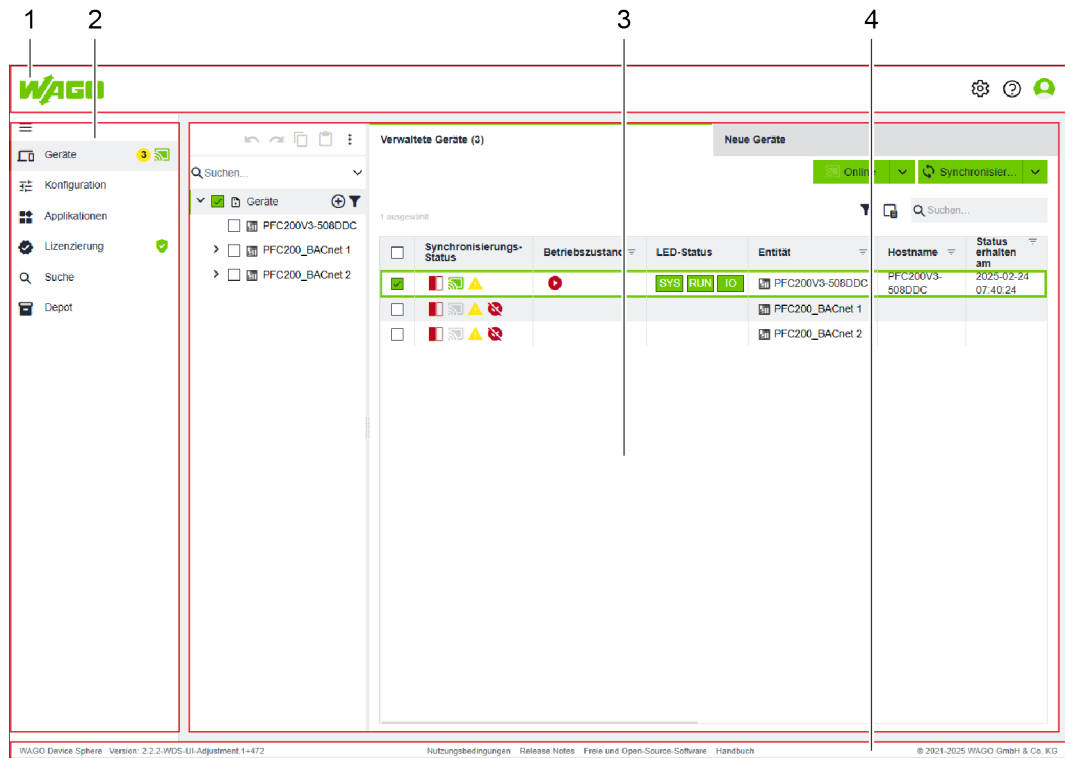 1 2 3 4
WAGO
Geräte 3
Konfiguration
Applikationen
Lizenzierung
Suche
Depot
Suchen...
Geräte
PFC200V3-508DDC
PFC200_BACnet 1
PFC200_BACnet 2
Verwaltete Geräte (3) Neue Geräte
Online Synchronisier...
1 ausgewählt Suchen...
Synchronisierungs-Status Betriebszustand LED-Status Entität Hostname Status erhalten am
SYS RUN IO PFC200V3-508DDC PFC200V3-508DDC 2025-02-24 07:40:24
PFC200_BACnet 1
PFC200_BACnet 2
WAGO Device Sphere Version: 2.2.2-WDS-UI-Adjustment.1+472 Nutzungsbedingungen Release Notes Freie und Open-Source-Software Handbuch © 2021-2025 WAGO GmbH & Co. KG